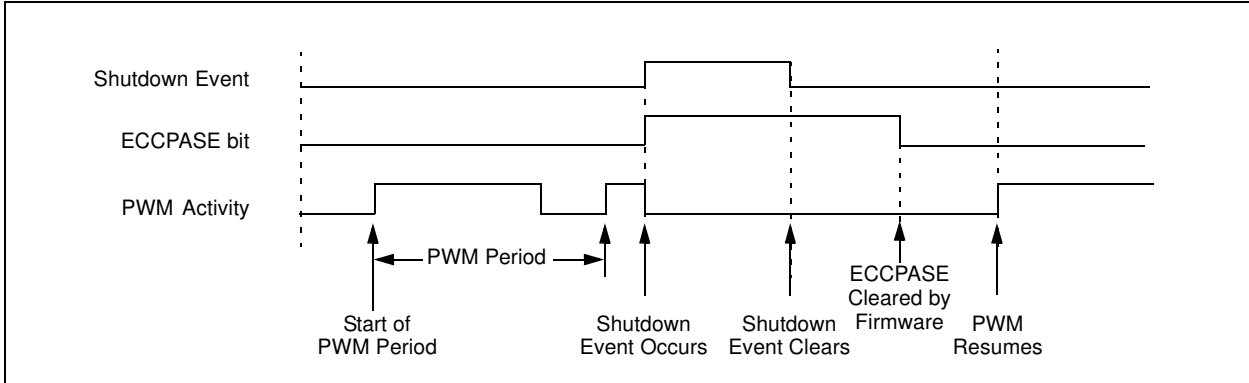 Shutdown Event
ECCPASE bit
PWM Activity
PWM Period
Start of
PWM Period
Shutdown
Event Occurs
Shutdown
Event Clears
ECCPASE
Cleared by
Firmware
PWM
Resumes